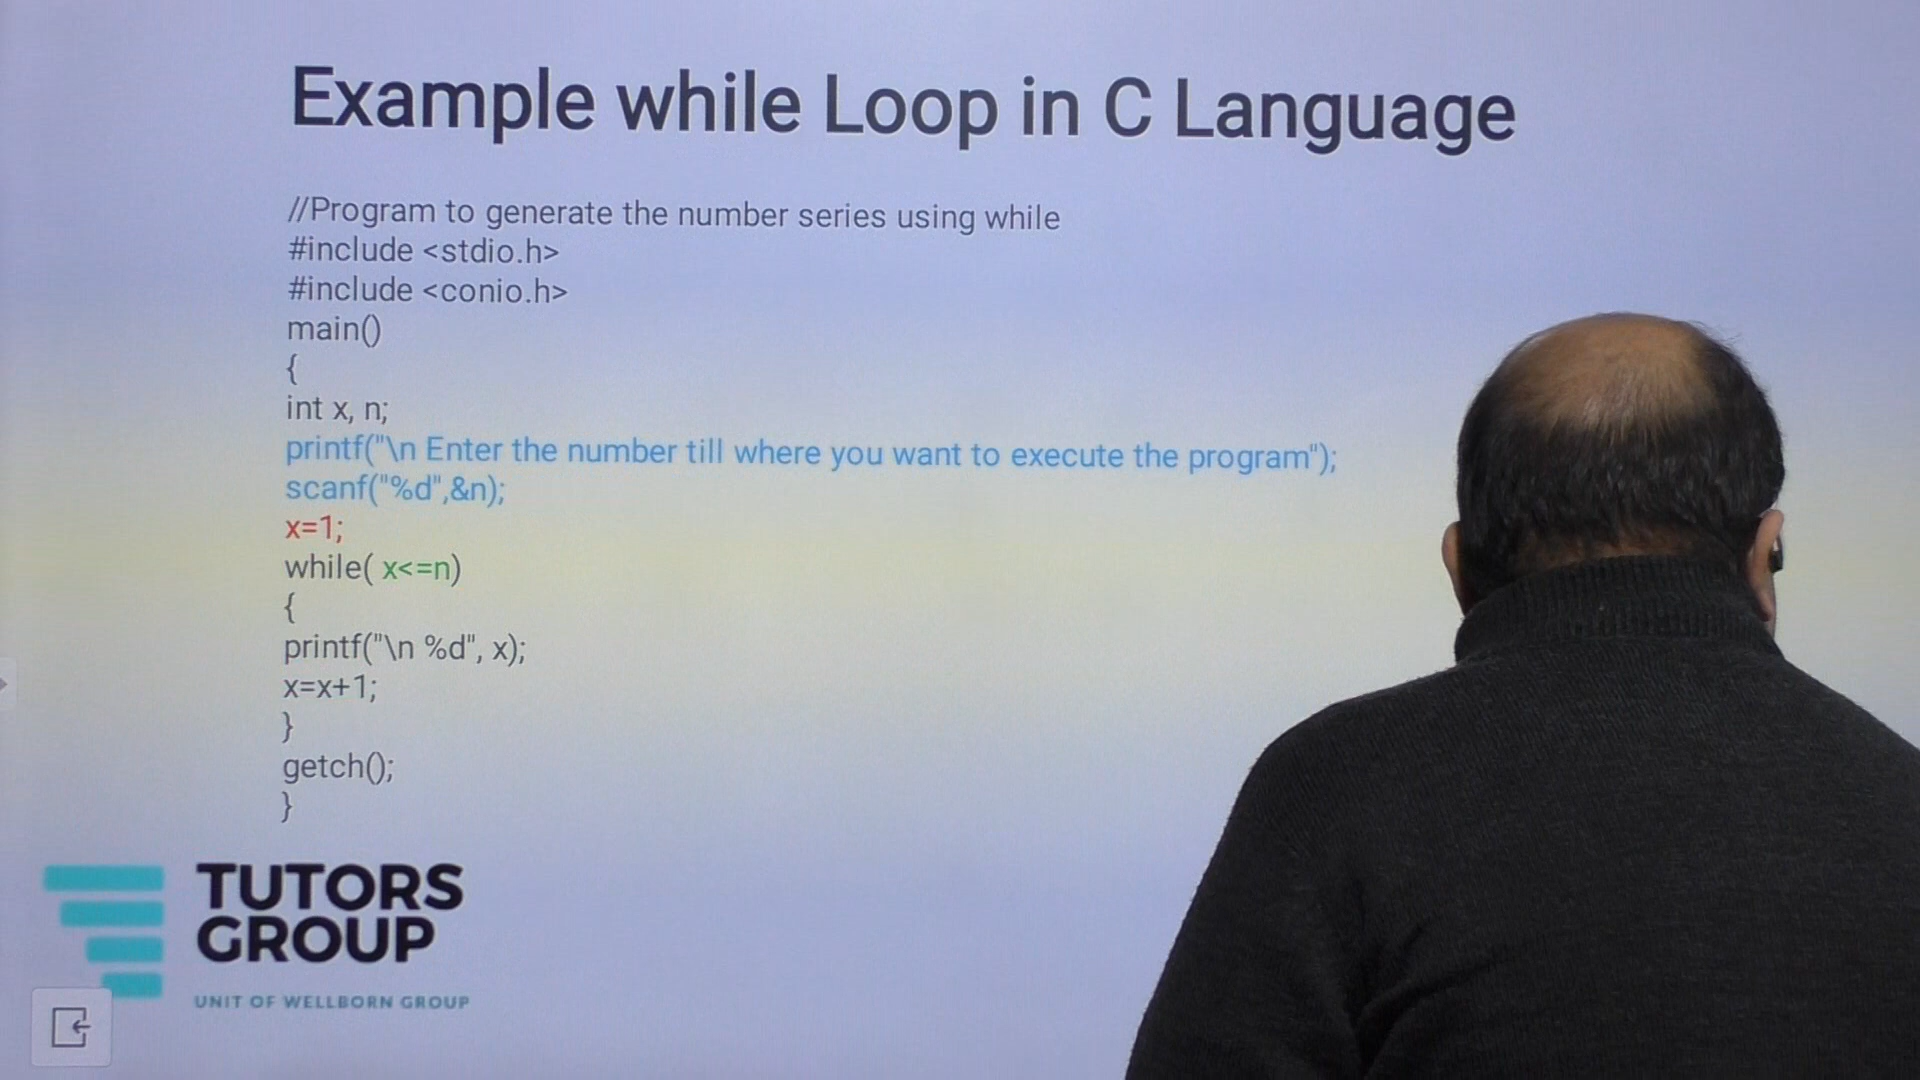 Example while Loop in C Language
//Program to generate the number series using while
#include <stdio.h>
#include <conio.h>
main()
{
int x, n;
printf("\n Enter the number till where you want to execute the program");
scanf("%d",&n);
x=1;
while( x<=n)
{
printf("\n %d", x);
x=x+1;
}
getch();
}
TUTORS
GROUP
UNIT OF WELLBORN GROUP